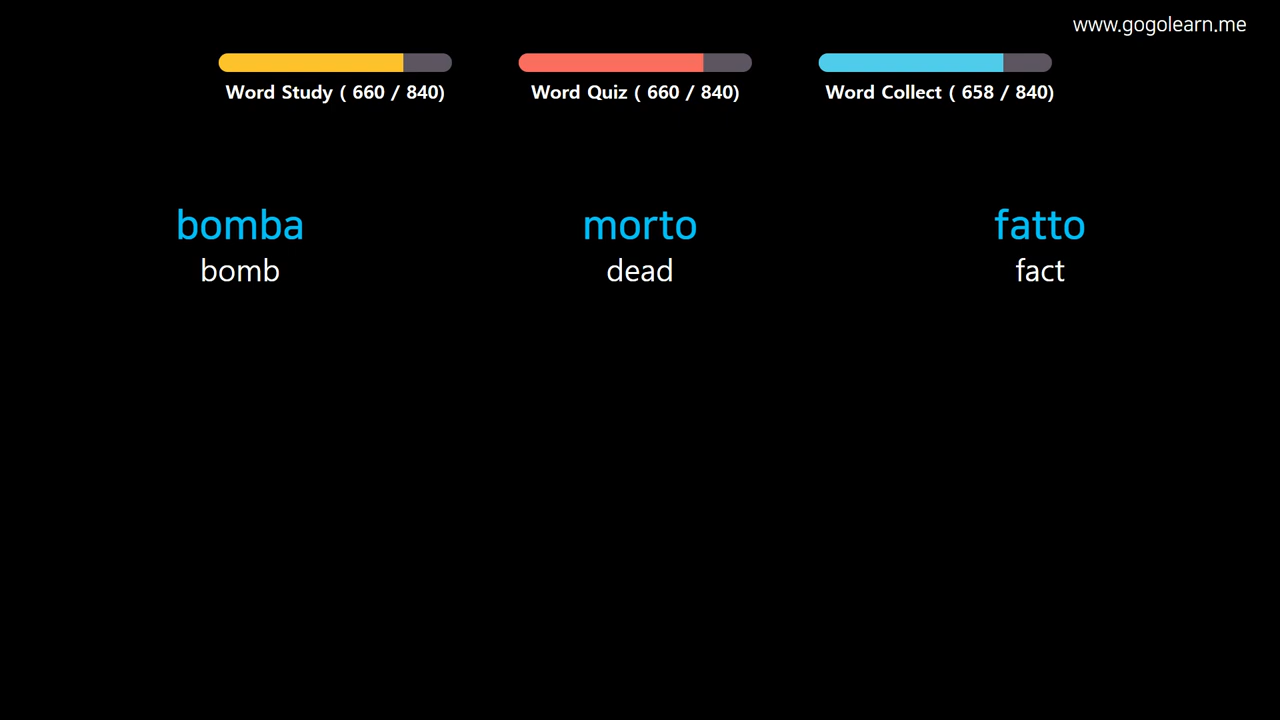 www.gogolearn.me
Word Study ( 660 / 840)
Word Quiz ( 660 / 840)
Word Collect ( 658 / 840)
bomba
morto
fatto
bomb
dead
fact